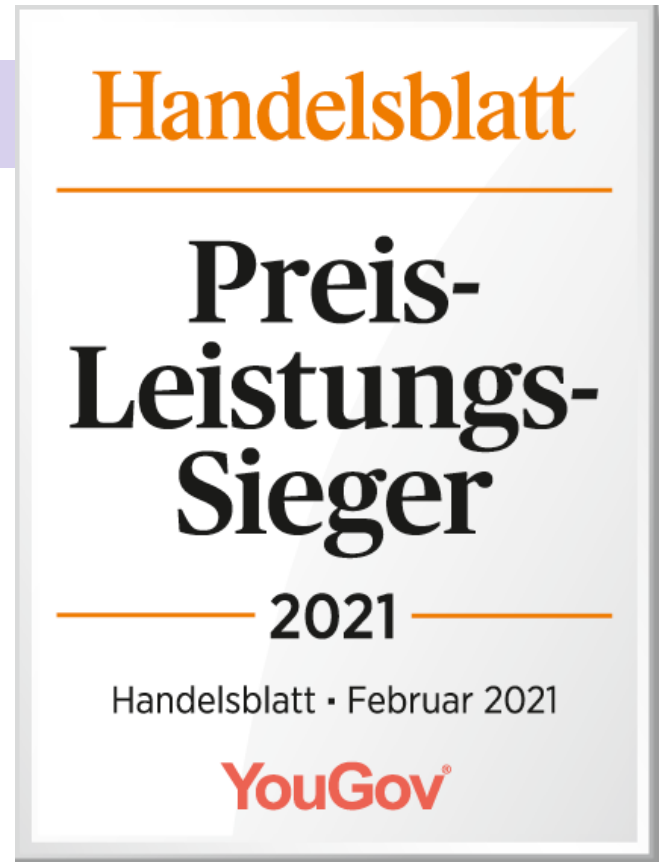 Handelsblatt
Preis-
Leistungs-
Sieger
2021
Handelsblatt · Februar 2021
YouGov®